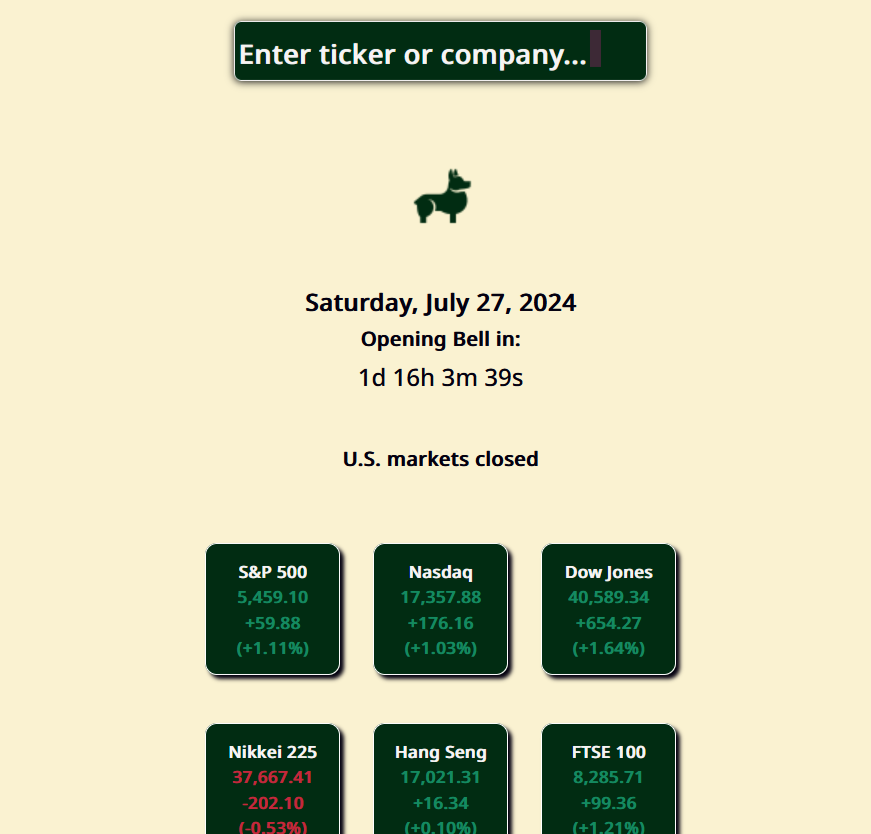 Enter ticker or company...
Saturday, July 27, 2024
Opening Bell in:
1d 16h 3m 39s
U.S. markets closed
S&P 500
5,459.10
+59.88
(+1.11%)
Nasdaq
17,357.88
+176.16
(+1.03%)
Dow Jones
40,589.34
+654.27
(+1.64%)
Nikkei 225
37,667.41
-202.10
(-0.53%)
Hang Seng
17,021.31
+16.34
(+0.10%)
FTSE 100
8,285.71
+99.36
(+1.21%)